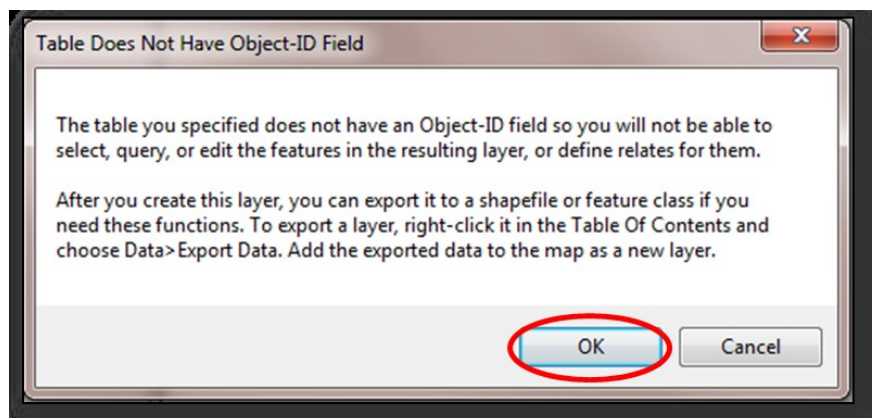 Table Does Not Have Object-ID Field
The table you specified does not have an Object-ID field so you will not be able to
select, query, or edit the features in the resulting layer, or define relates for them.
After you create this layer, you can export it to a shapefile or feature class if you
need these functions. To export a layer, right-click it in the Table Of Contents and
choose Data>Export Data. Add the exported data to the map as a new layer.
OK Cancel